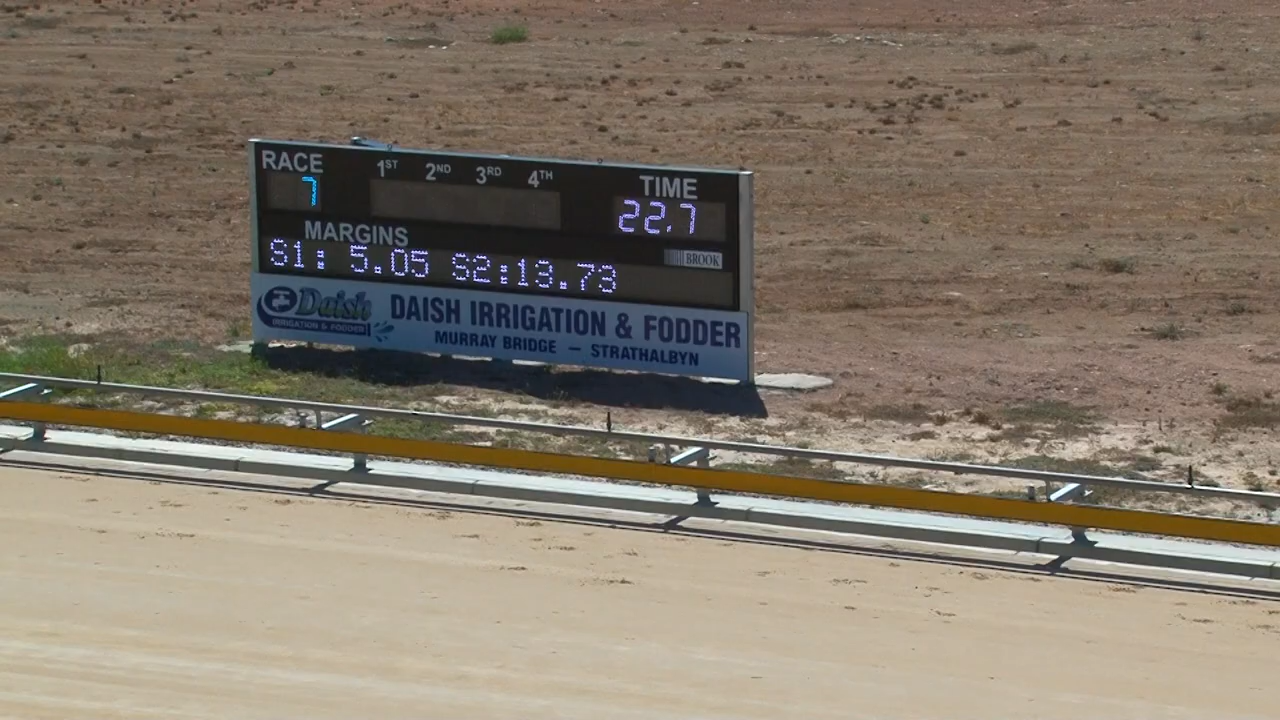 RACE 1ST 2ND 3RD 4TH TIME
7 22.7
MARGINS
BROOK
S1: 5.05 S2:13.73
Daish
IRRIGATION & FODDER
DAISH IRRIGATION & FODDER
MURRAY BRIDGE — STRATHALBYN